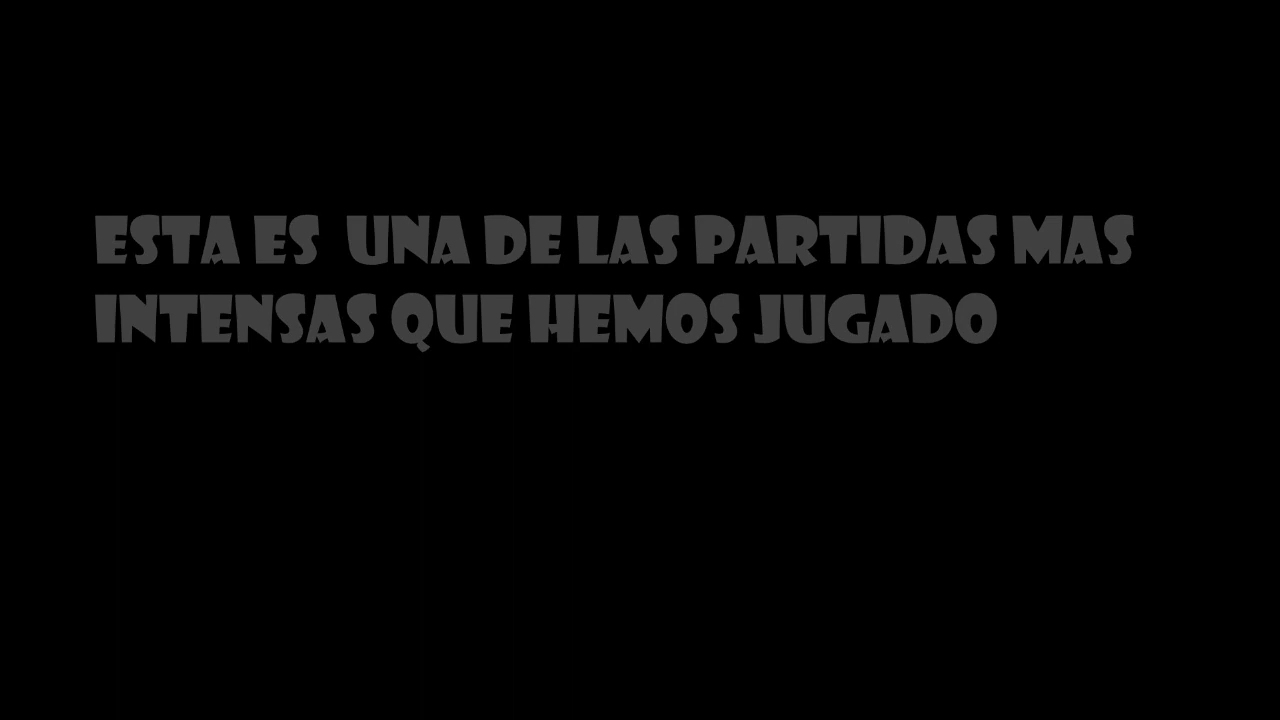 ESTA ES  UNA DE LAS PARTIDAS MAS
INTENSAS QUE HEMOS JUGADO